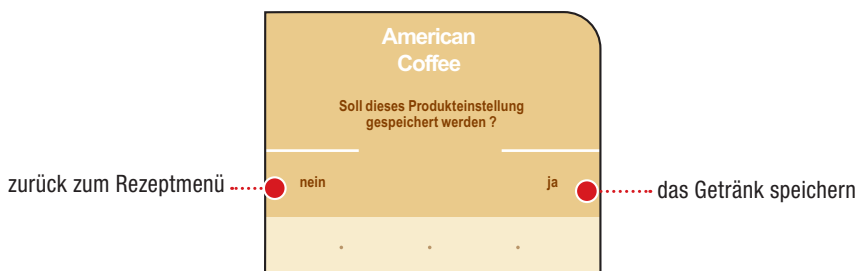 American
Coffee
Soll dieses Produkteinstellung
gespeichert werden ?
zurück zum Rezeptmenü
nein
ja
das Getränk speichern